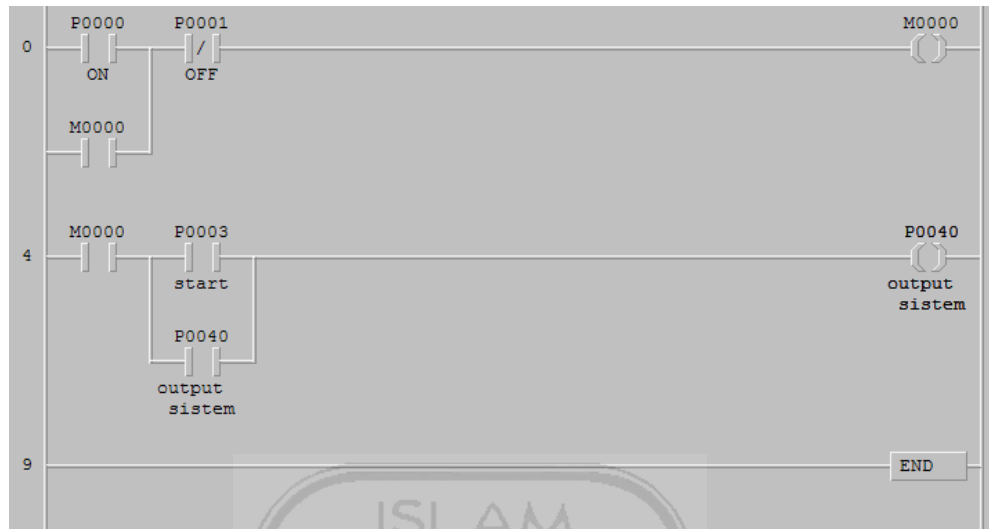 P0000 P0001 M0000
0 /
ON OFF
M0000
M0000 P0003 P0040
4
start output
sistem
P0040
output
sistem
9 END
ISLAM